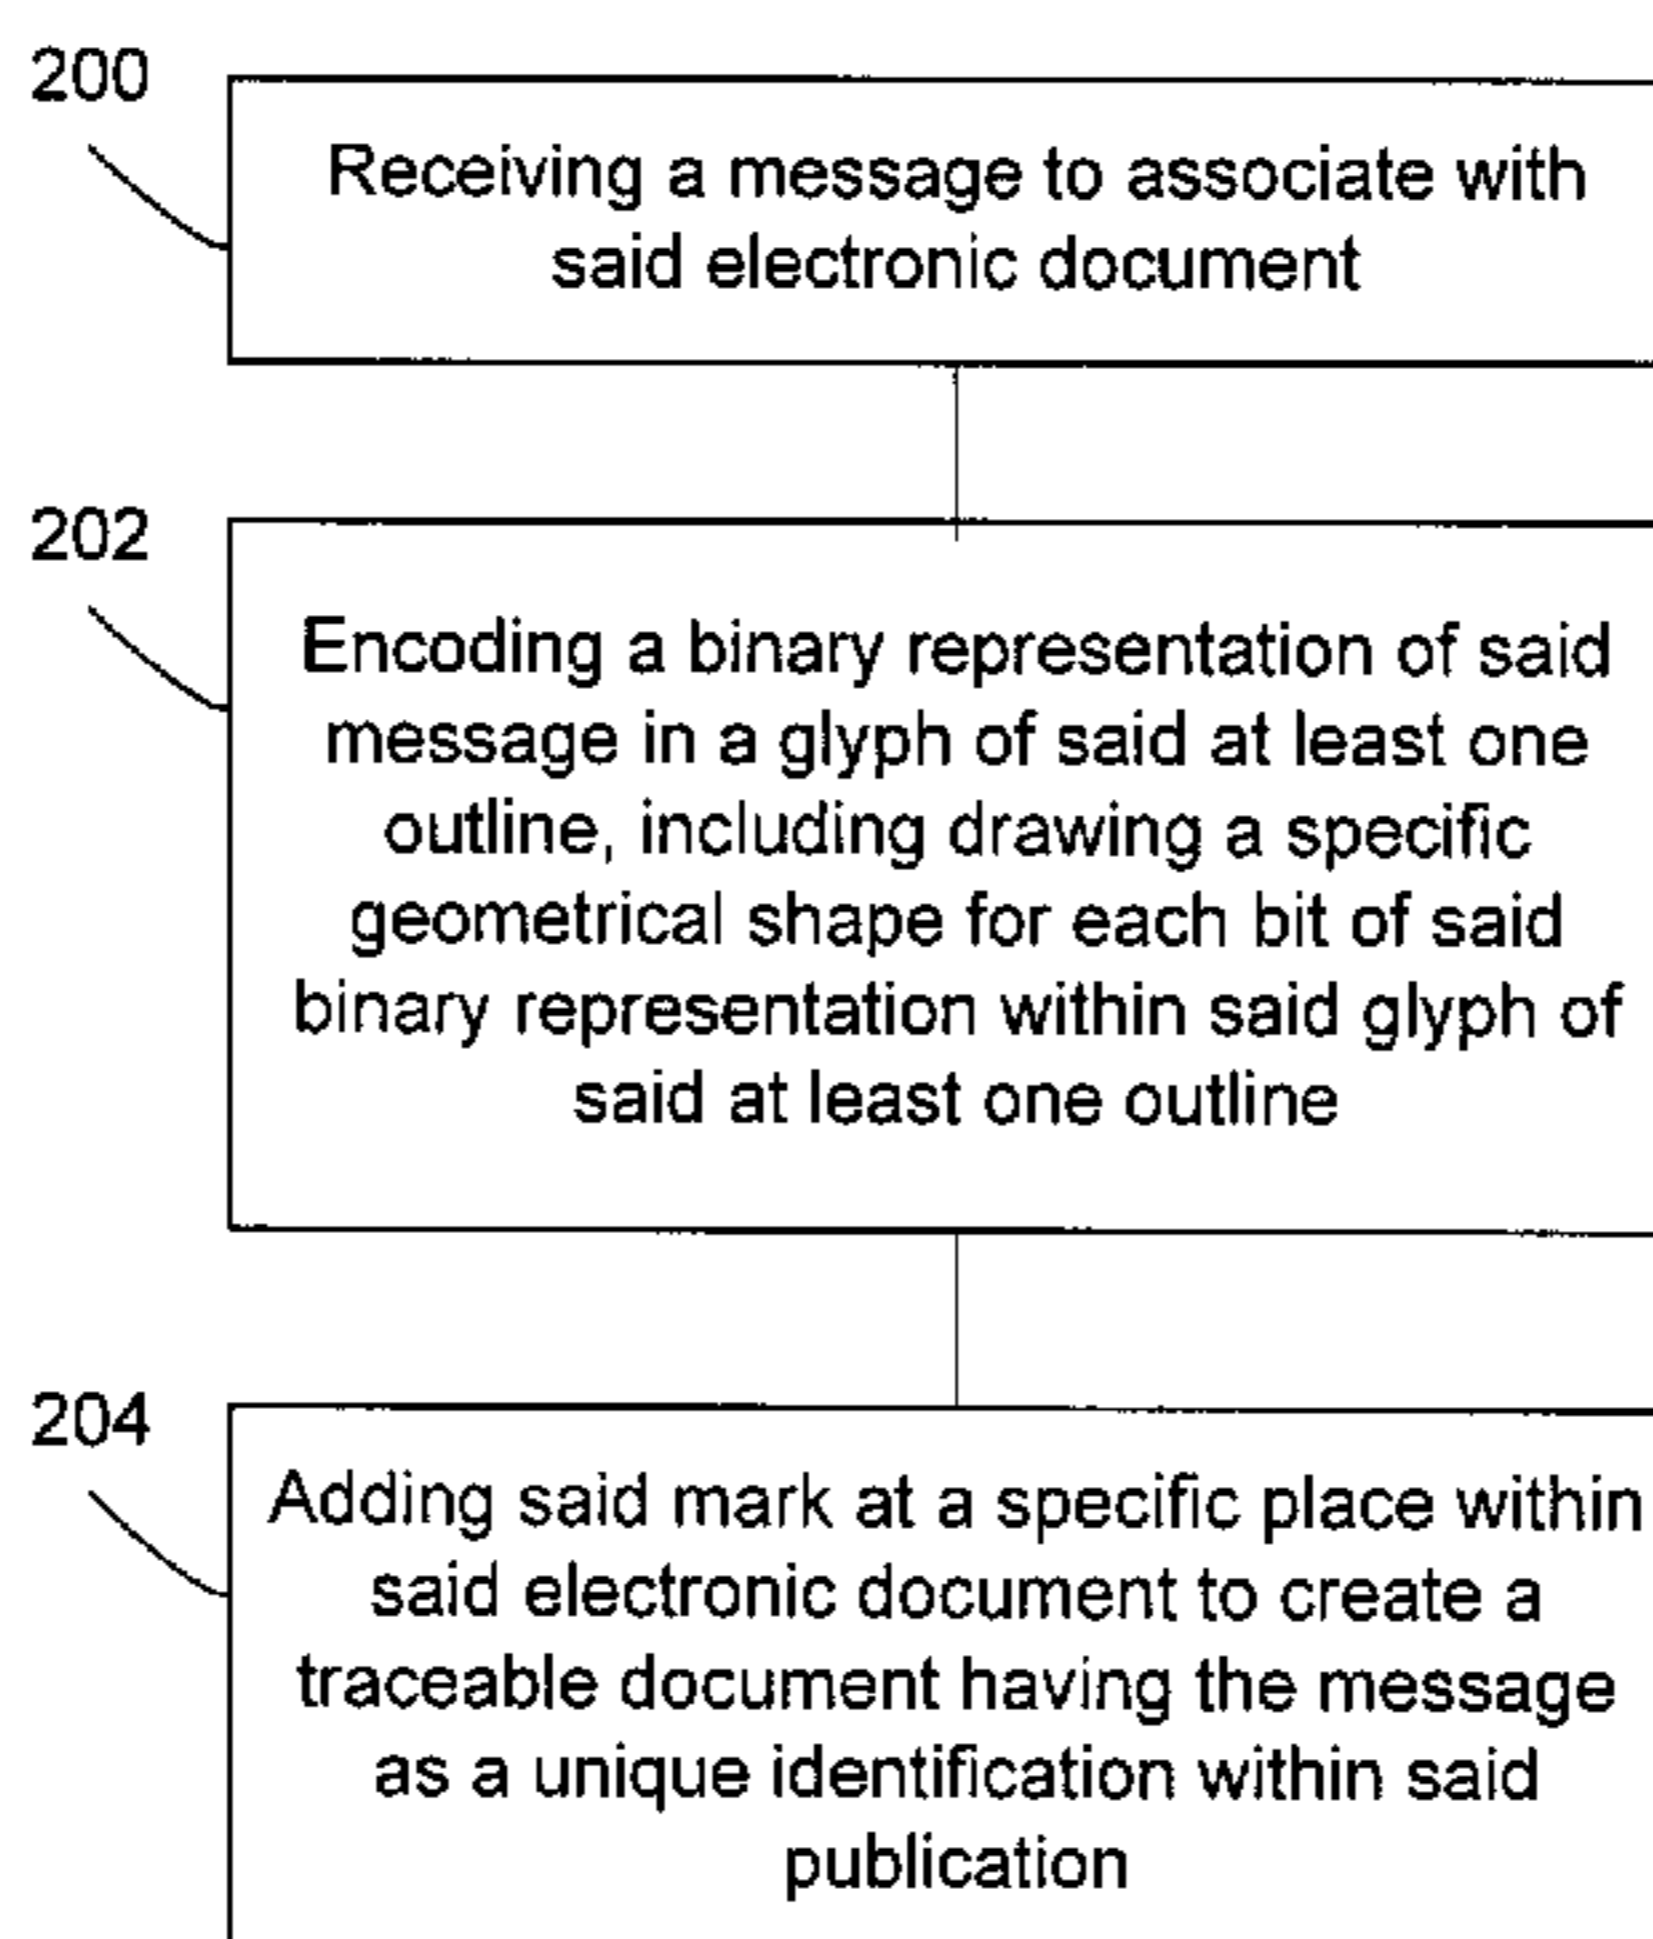 200
Receiving a message to associate with
said electronic document
202
Encoding a binary representation of said
message in a glyph of said at least one
outline, including drawing a specific
geometrical shape for each bit of said
binary representation within said glyph of
said at least one outline
204
Adding said mark at a specific place within
said electronic document to create a
traceable document having the message
as a unique identification within said
publication